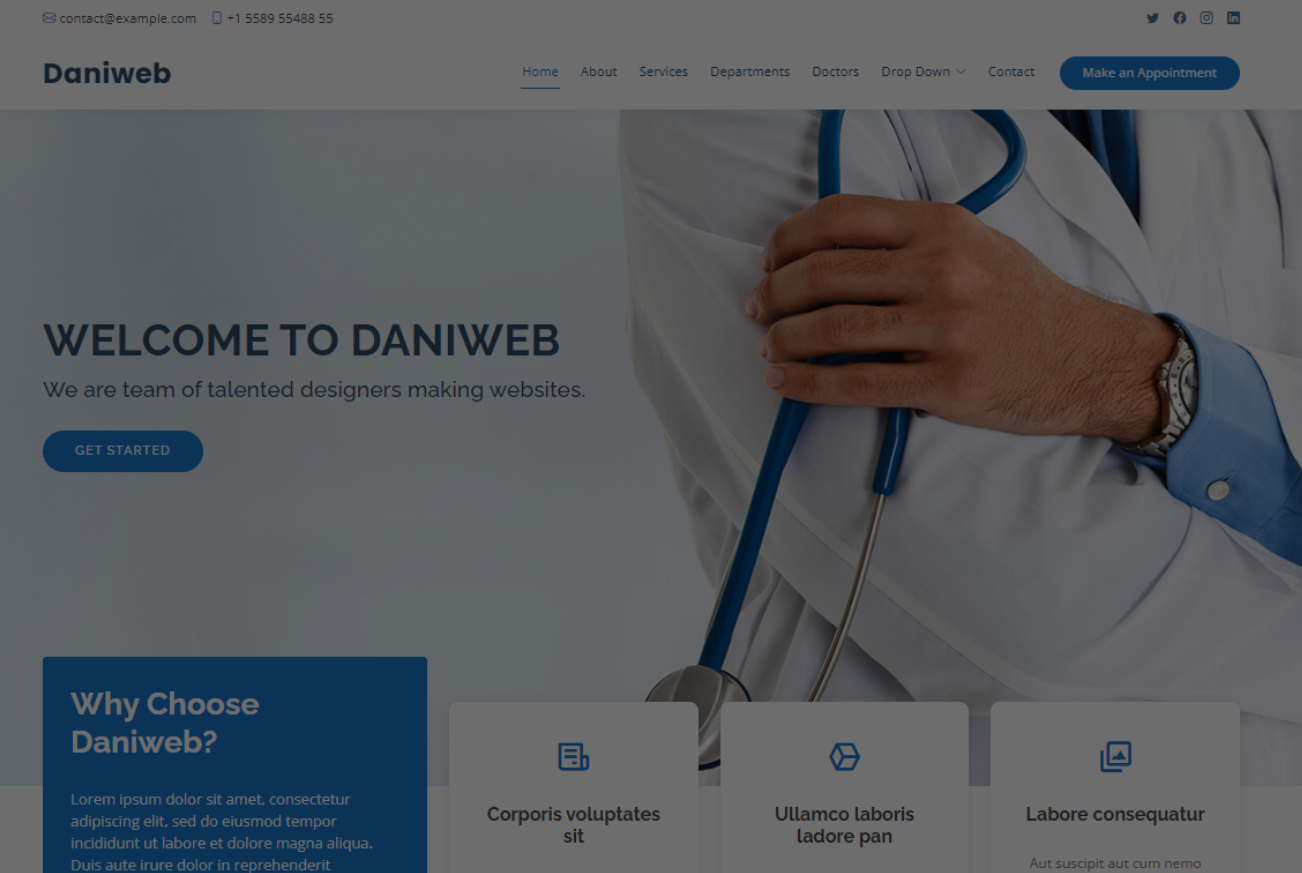 contact@example.com +1 5589 55488 55
Daniweb
Home About Services Departments Doctors Drop Down Contact Make an Appointment
WELCOME TO DANIWEB
We are team of talented designers making websites.
GET STARTED
Why Choose
Daniweb?
Lorem ipsum dolor sit amet, consectetur
adipiscing elit, sed do eiusmod tempor
incididunt ut labore et dolore magna aliqua.
Duis aute irure dolor in reprehenderit
Corporis voluptates
sit
Ullamco laboris
ladore pan
Labore consequatur
Aut suscipit aut cum nemo